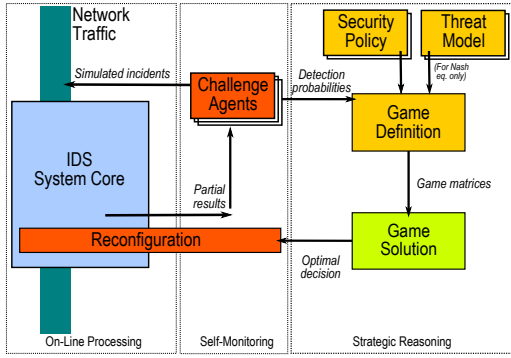 Network
Traffic
Security
Policy
Threat
Model
Simulated incidents
Challenge
Agents
Detection
probabilities
(For Nash
eq. only)
Game
Definition
IDS
System Core
Partial
results
Game matrices
Reconfiguration
Optimal
decision
Game
Solution
On-Line Processing
Self-Monitoring
Strategic Reasoning